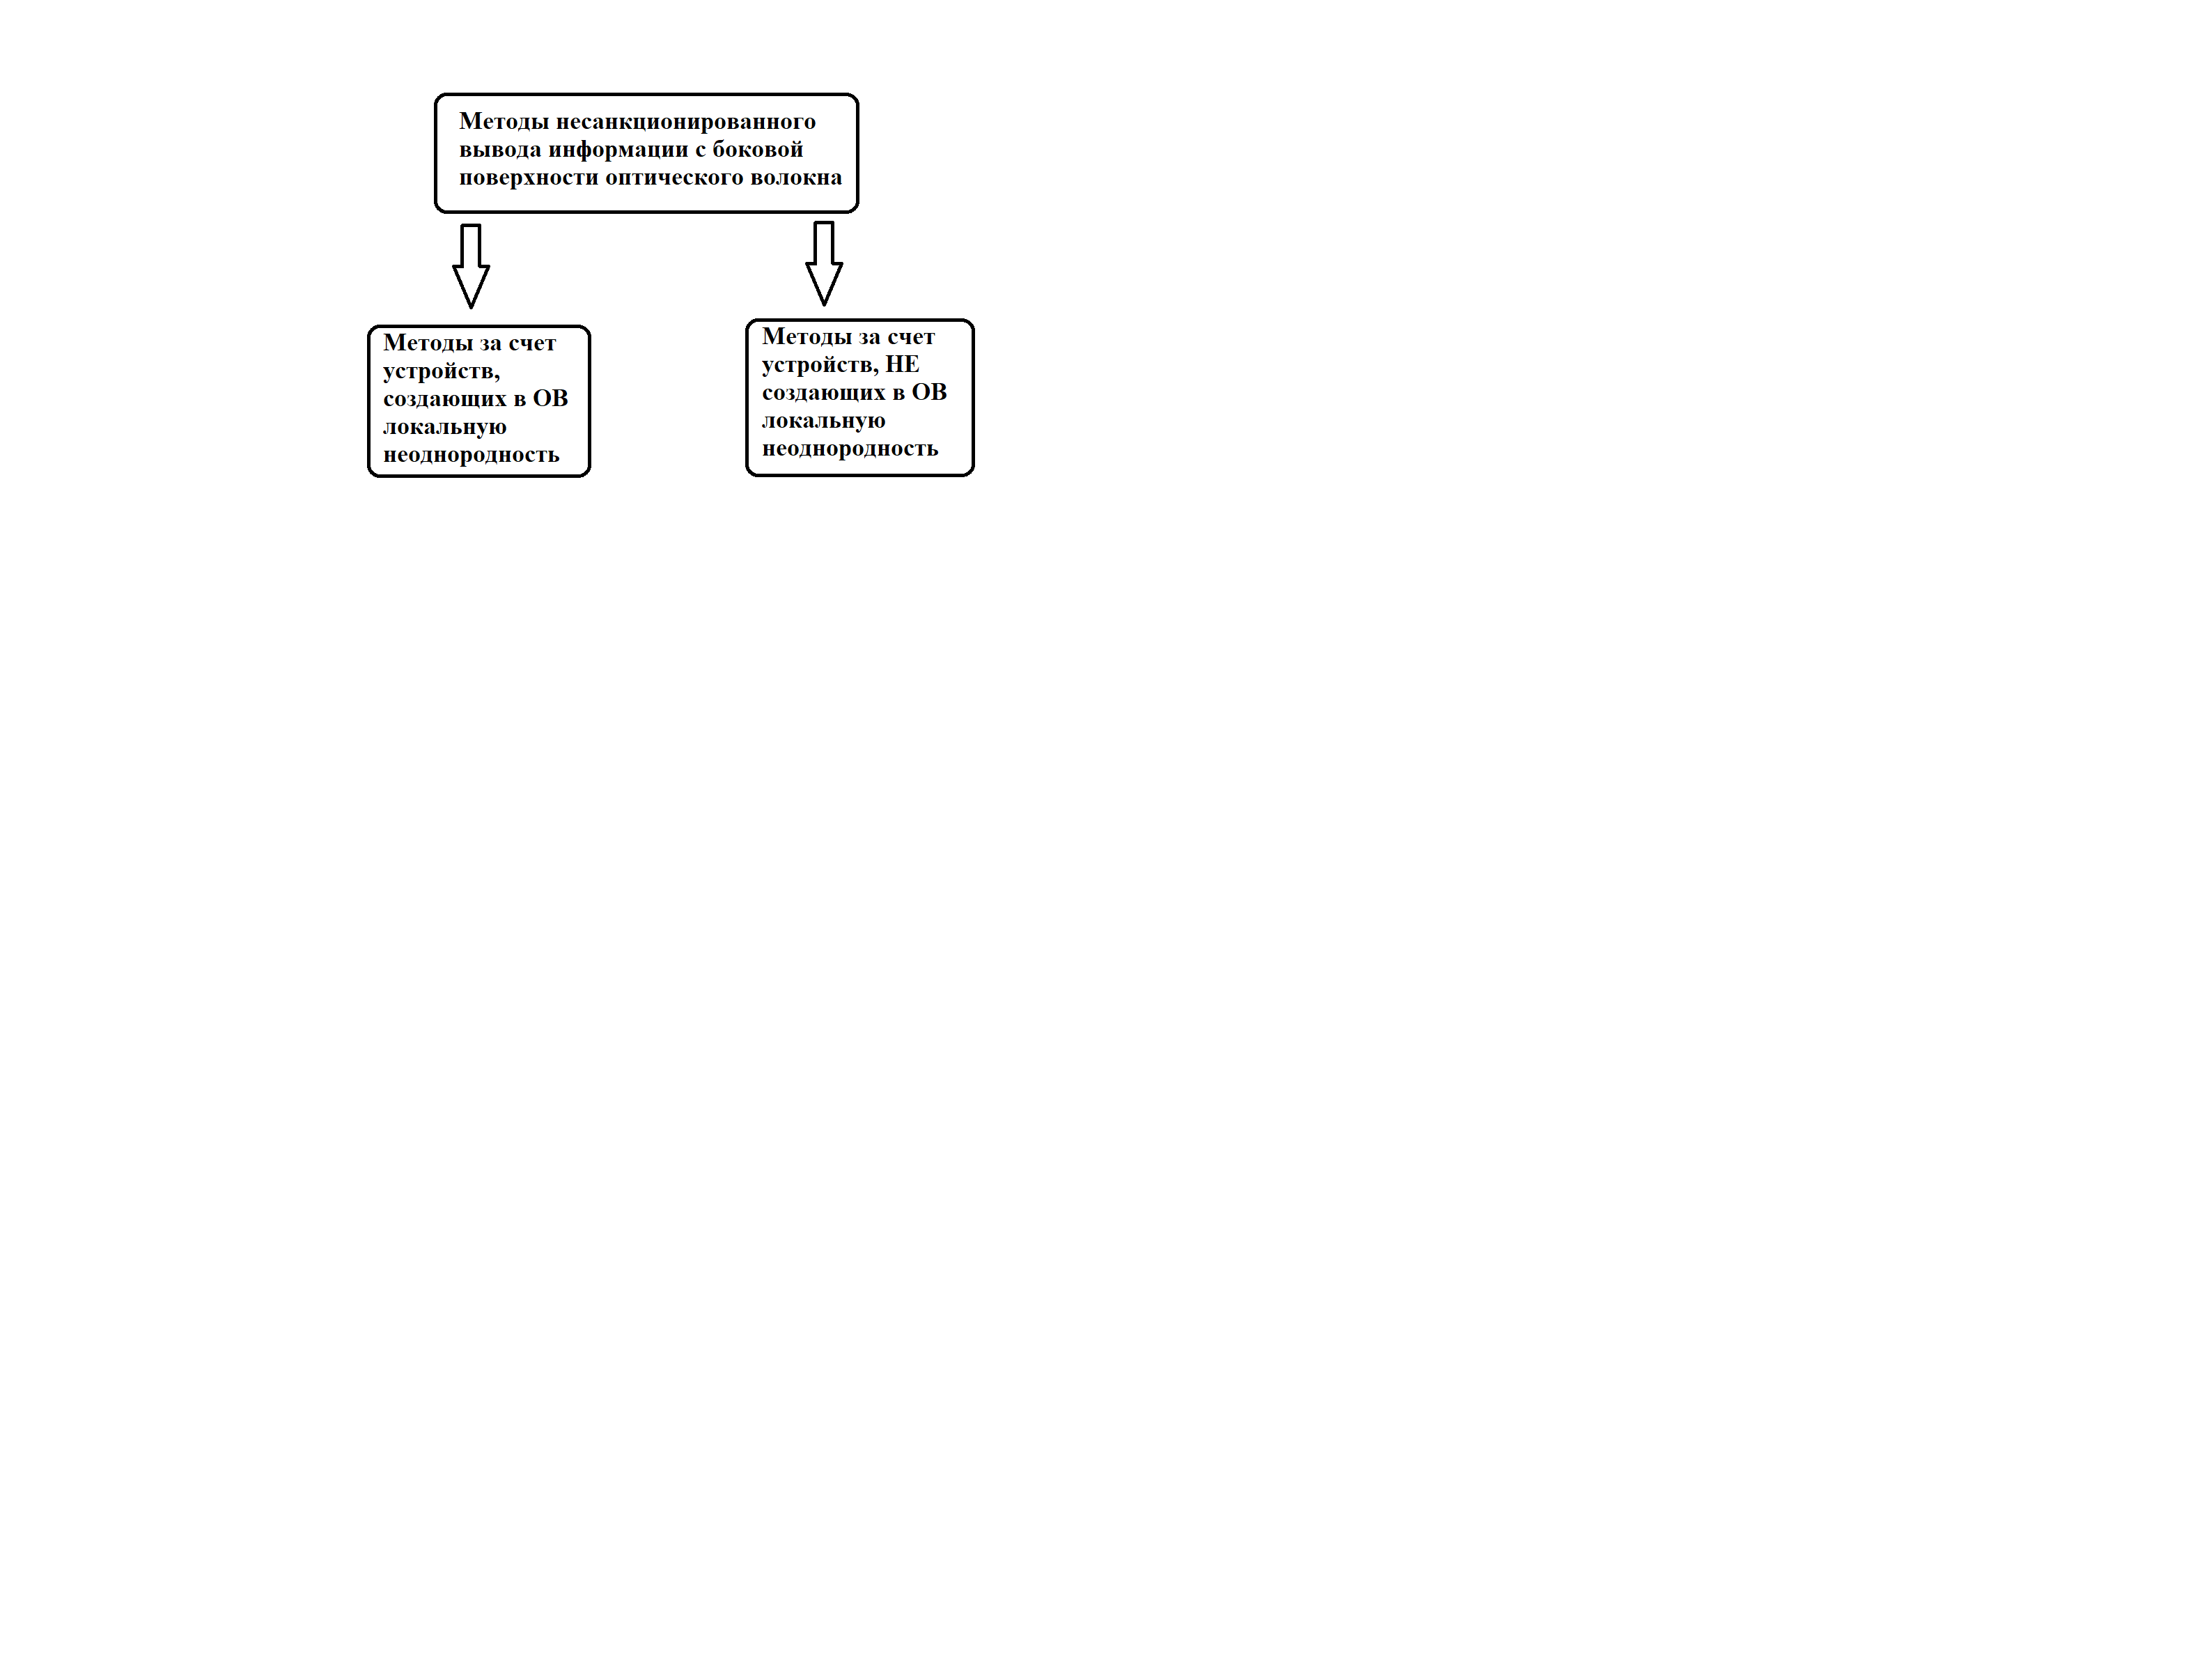 Методы несанкционированного
вывода информации с боковой
поверхности оптического волокна
Методы за счет
устройств,
создающих в ОВ
локальную
неоднородность
Методы за счет
устройств, НЕ
создающих в ОВ
локальную
неоднородность